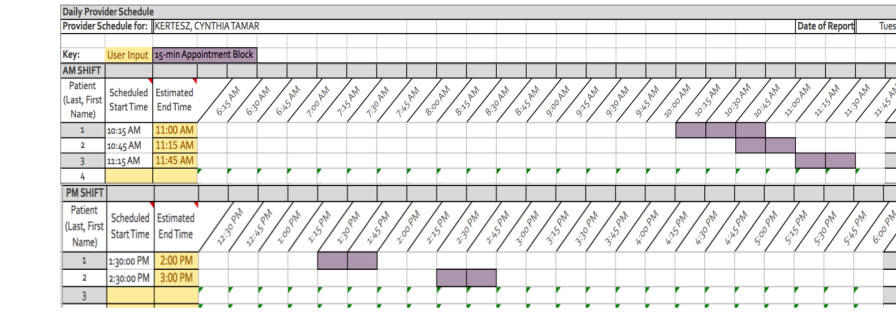 Daily Provider Schedule
Provider Schedule for: KERTESZ, CYNTHIA TAMAR Date of Report Tues
Key: User Input 15-min Appointment Block
AM SHIFT
Patient (Last, First Name) Scheduled Start Time Estimated End Time 6:15 AM 6:30 AM 6:45 AM 7:00 AM 7:15 AM 7:30 AM 7:45 AM 8:00 AM 8:15 AM 8:30 AM 8:45 AM 9:00 AM 9:15 AM 9:30 AM 9:45 AM 10:00 AM 10:15 AM 10:30 AM 10:45 AM 11:00 AM 11:15 AM 11:30 AM 11:45 AM
1 10:15 AM 11:00 AM
2 10:45 AM 11:15 AM
3 11:15 AM 11:45 AM
4
PM SHIFT
Patient (Last, First Name) Scheduled Start Time Estimated End Time 12:30 PM 12:45 PM 1:00 PM 1:15 PM 1:30 PM 1:45 PM 2:00 PM 2:15 PM 2:30 PM 2:45 PM 3:00 PM 3:15 PM 3:30 PM 3:45 PM 4:00 PM 4:15 PM 4:30 PM 4:45 PM 5:00 PM 5:15 PM 5:30 PM 5:45 PM 6:00 PM
1 1:30:00 PM 2:00 PM
2 2:30:00 PM 3:00 PM
3